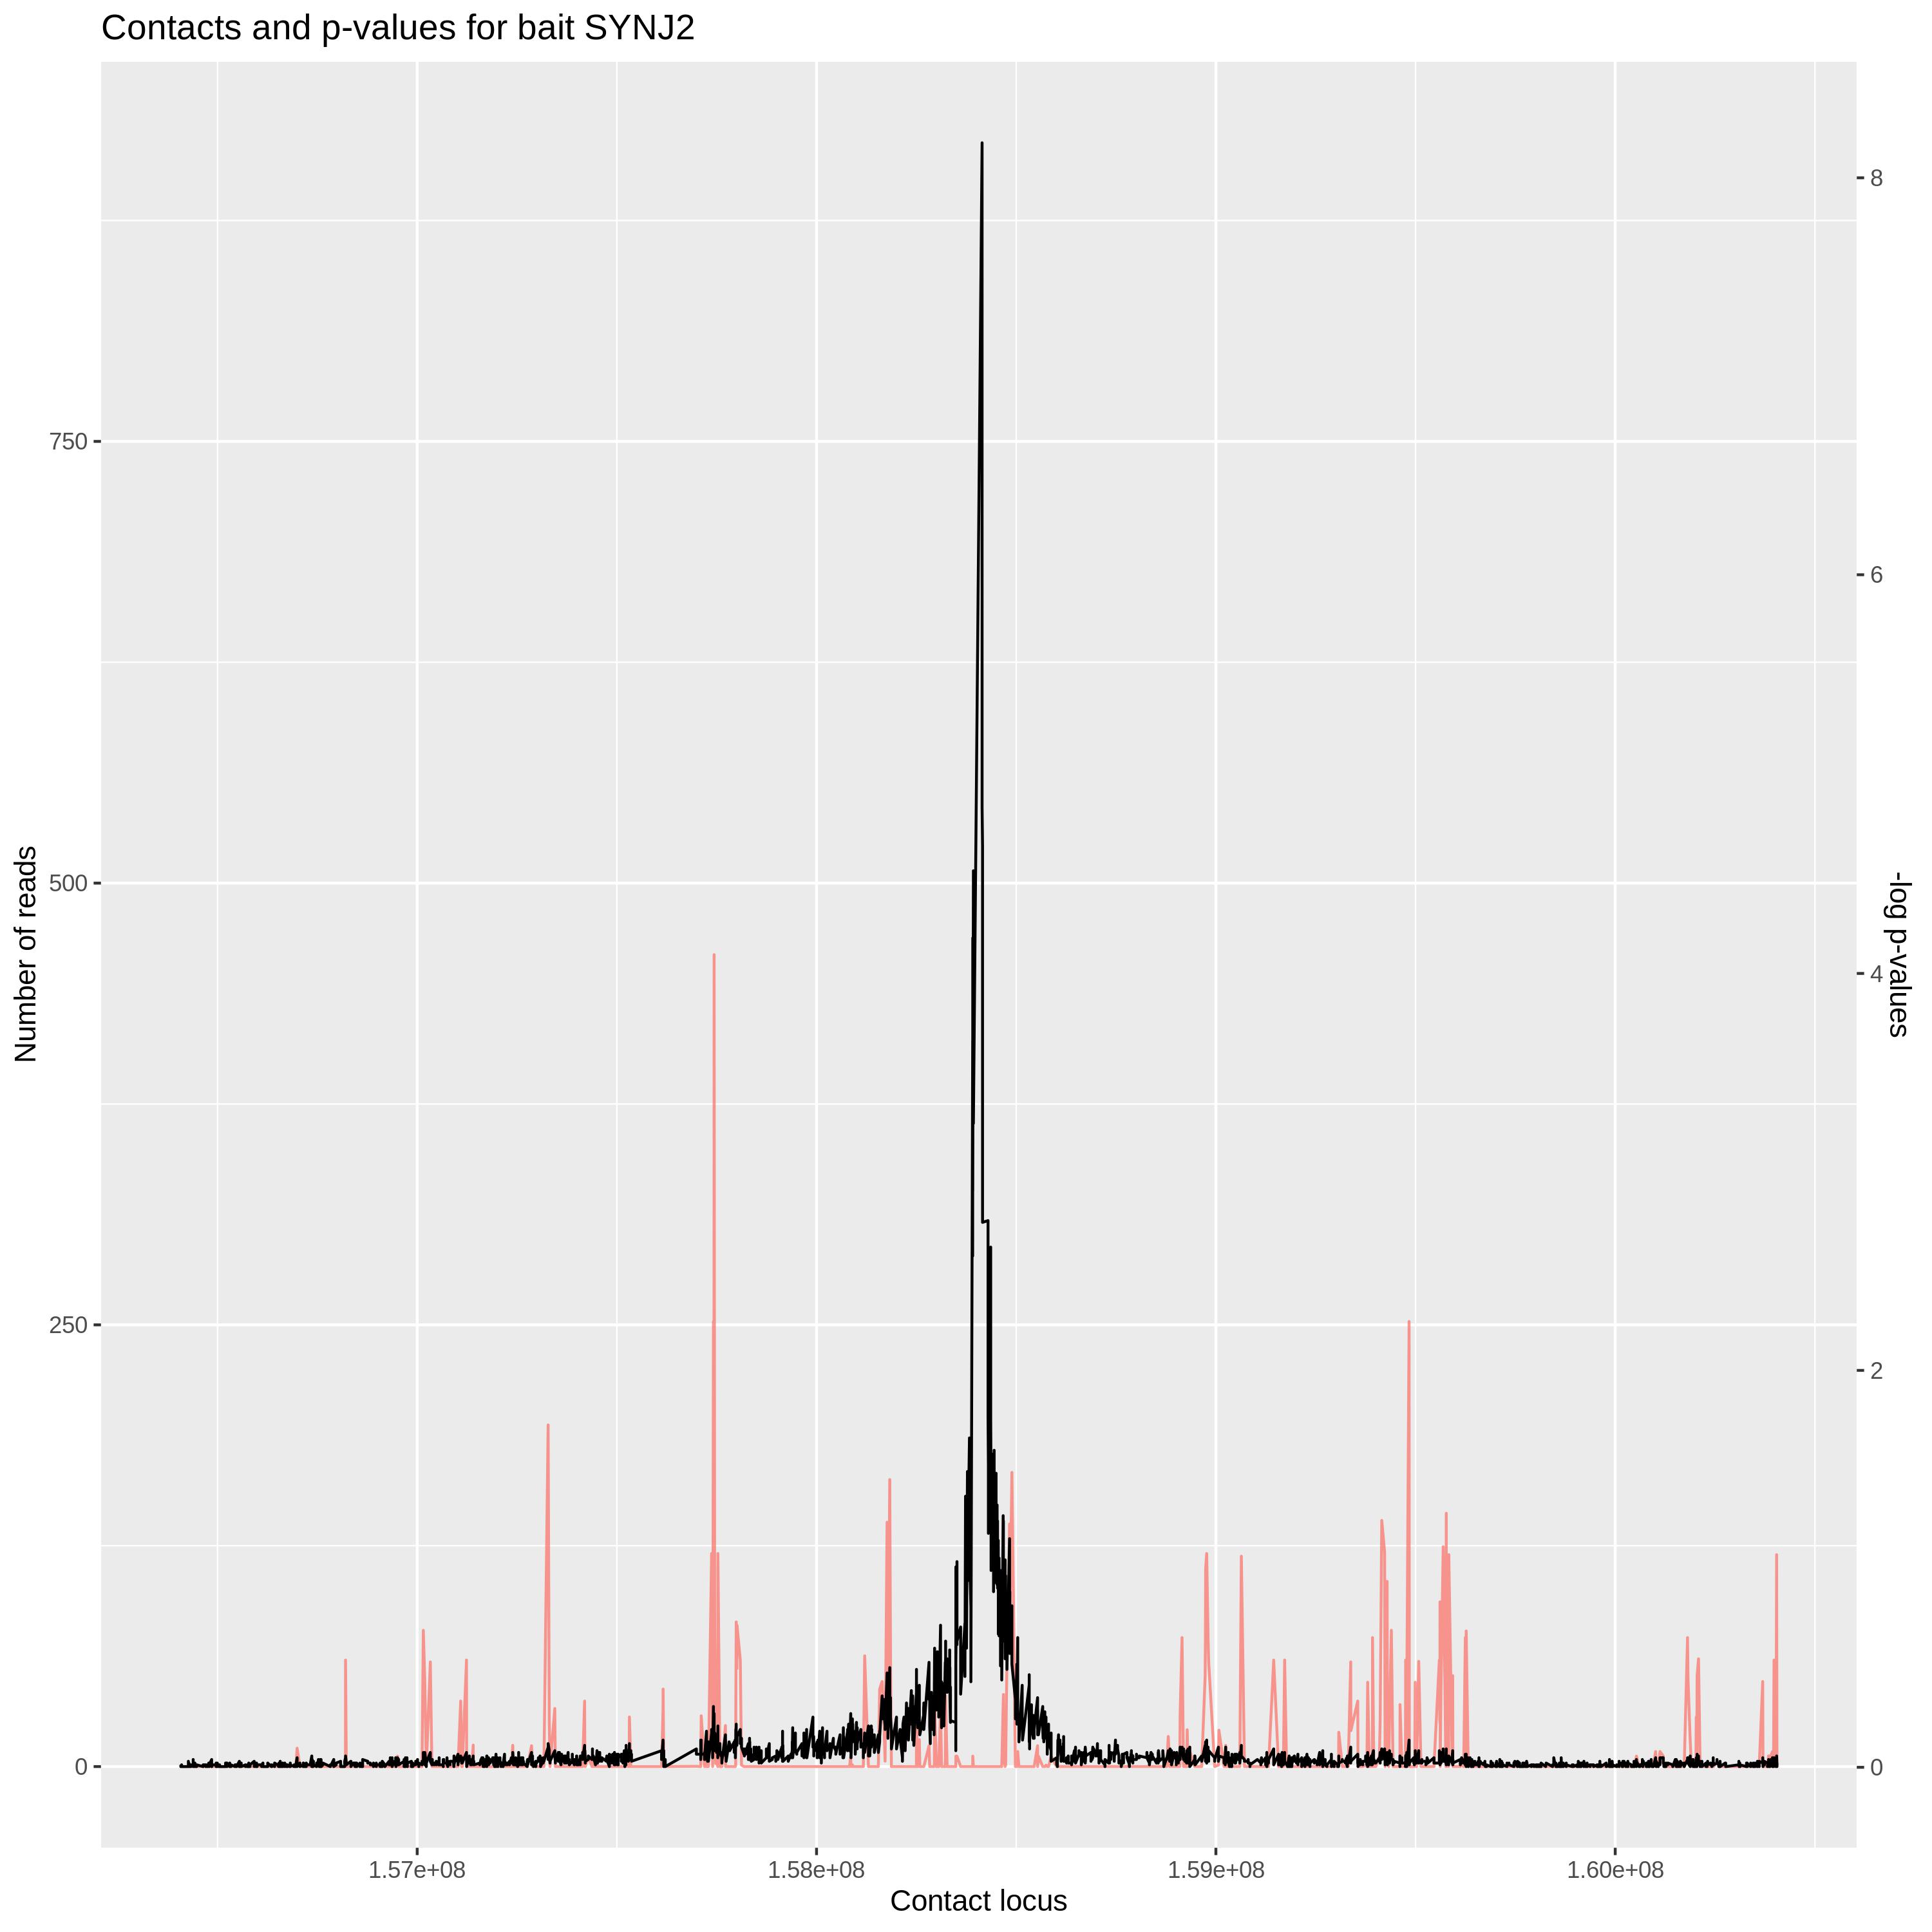 Contacts and p-values for bait SYNJ2
Number of reads
750
500
250
0
8
6
4
2
0
-log p-values
1.57e+08
1.58e+08
1.59e+08
1.60e+08
Contact locus